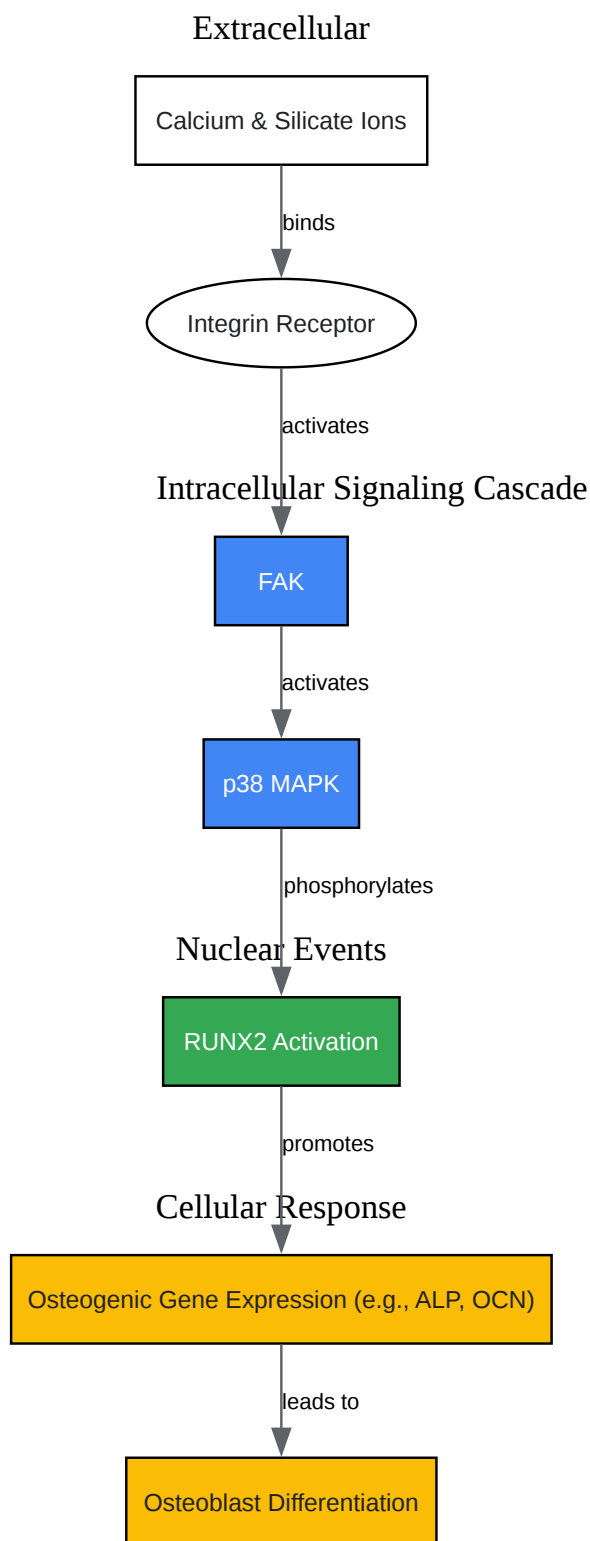 Extracellular
Calcium & Silicate Ions
binds
Integrin Receptor
activates
Intracellular Signaling Cascade
FAK
activates
p38 MAPK
phosphorylates
Nuclear Events
RUNX2 Activation
promotes
Cellular Response
Osteogenic Gene Expression (e.g., ALP, OCN)
leads to
Osteoblast Differentiation